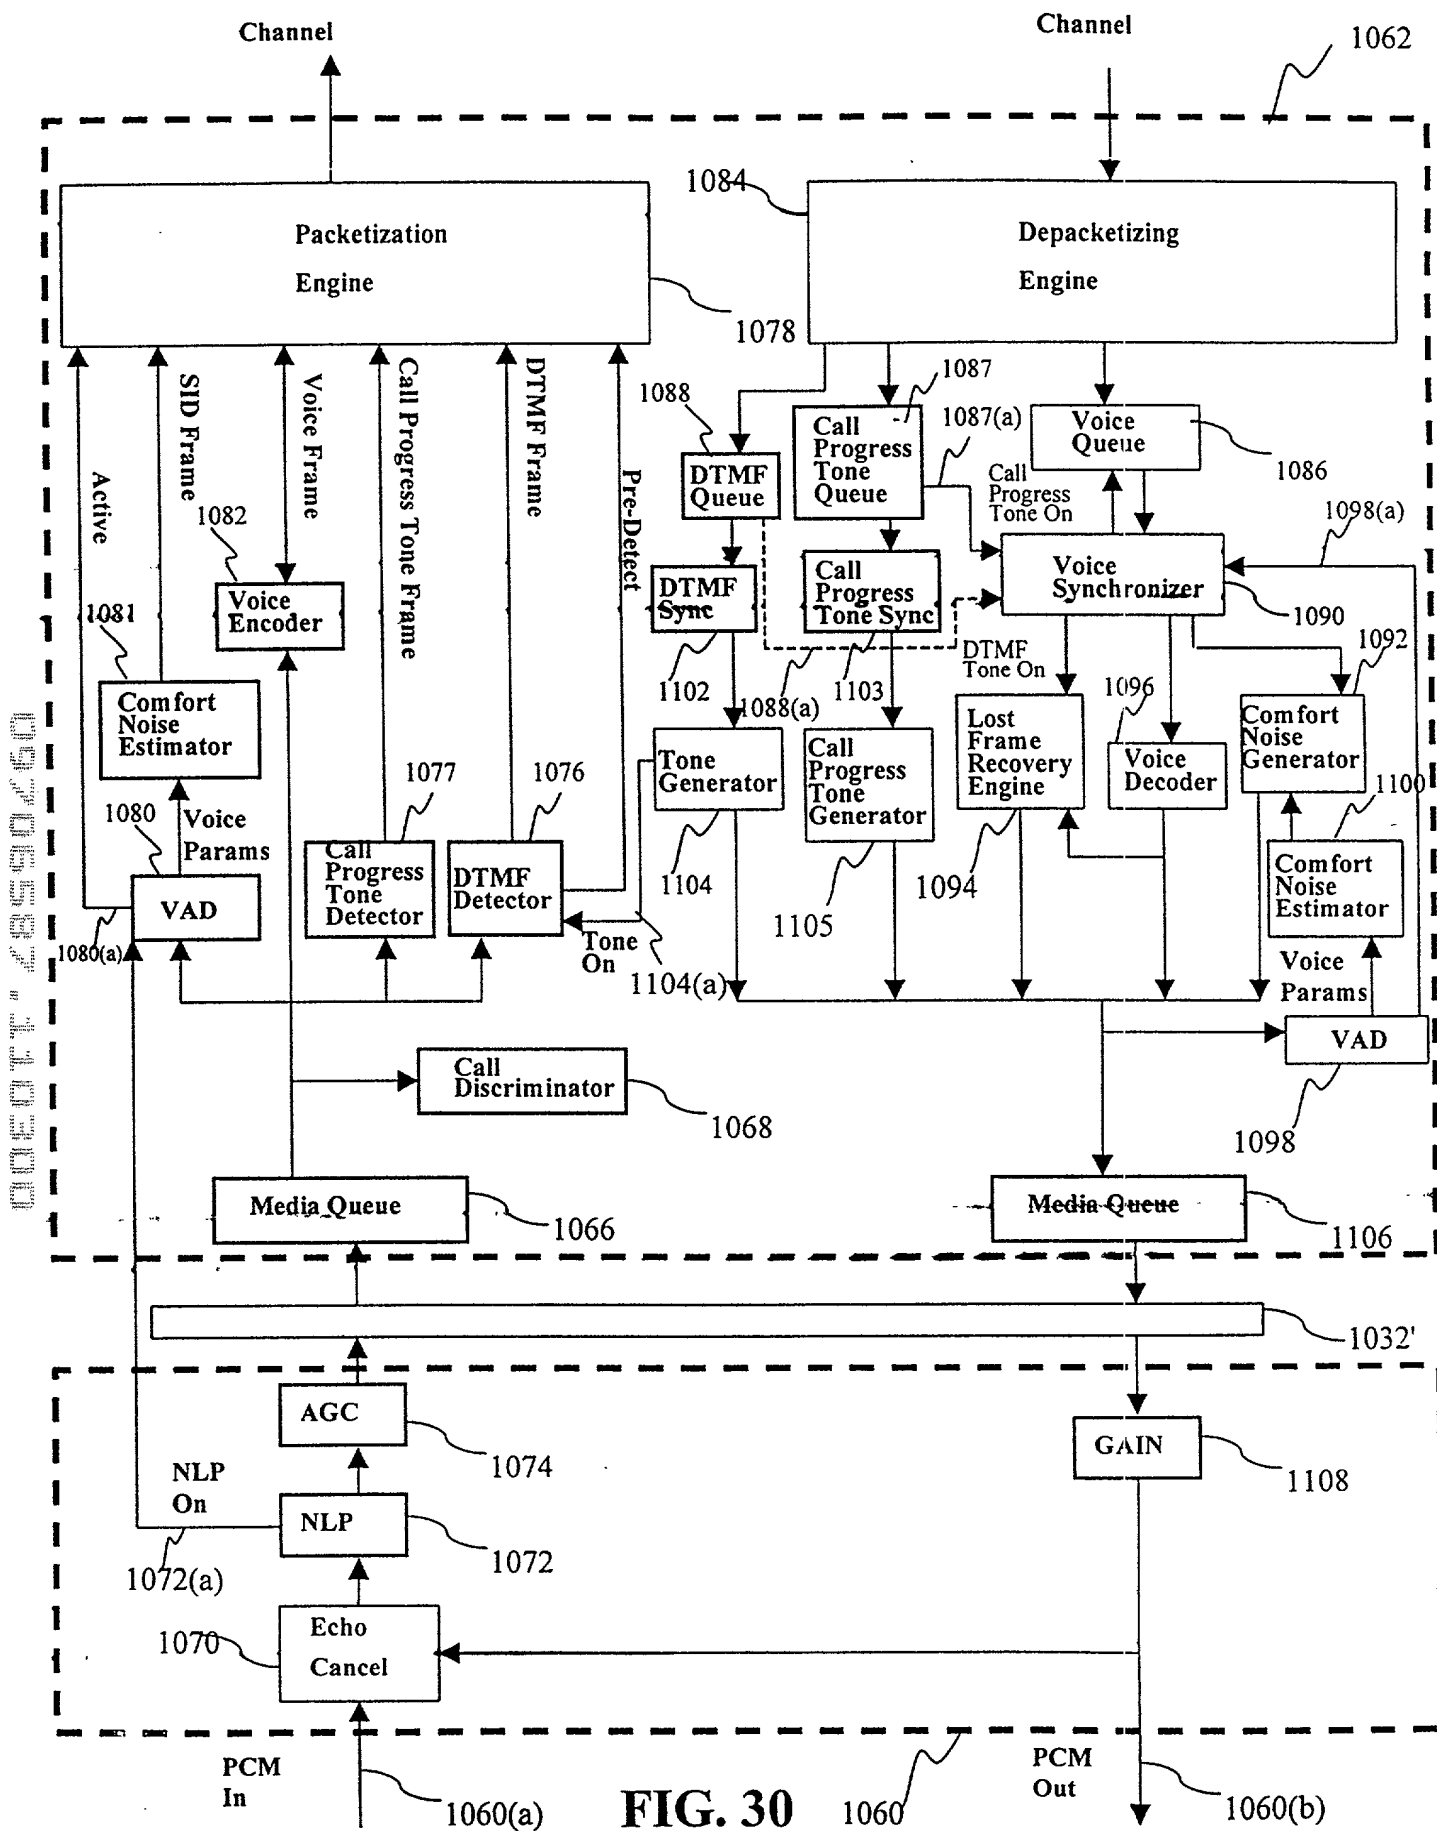 Channel
Channel
1062
1084
Packetization
Engine
Depacketizing
Engine
1078
Active
SID Frame
Voice Frame
Call Progress Tone Frame
DTMF Frame
Pre-Detect
1088
1087
1087(a)
DTMF
Queue
Call
Progress
Tone
Queue
Voice
Queue
1086
Call
Progress
Tone On
1098(a)
1082
Voice
Encoder
1081
DTMF
Sync
Call
Progress
Tone Sync
Voice
Synchronizer
1090
1102
1088(a)
1103
DTMF
Tone On
1092
Comfort
Noise
Estimator
1096
Tone
Generator
Call
Progress
Tone
Generator
Lost
Frame
Recovery
Engine
Voice
Decoder
Comfort
Noise
Generator
1077
1076
1100
1080
Voice
Params
VAD
1080(a)
Call
Progress
Tone
Detector
DTMF
Detector
1104
Tone
On
1104(a)
1105
1094
Comfort
Noise
Estimator
Voice
Params
VAD
1098
Call
Discriminator
1068
Media Queue
1066
Media Queue
1106
1032'
AGC
1074
GAIN
1108
NLP
On
NLP
1072
1072(a)
1070
Echo
Cancel
PCM
In
1060(a)
FIG. 30
1060
PCM
Out
1060(b)